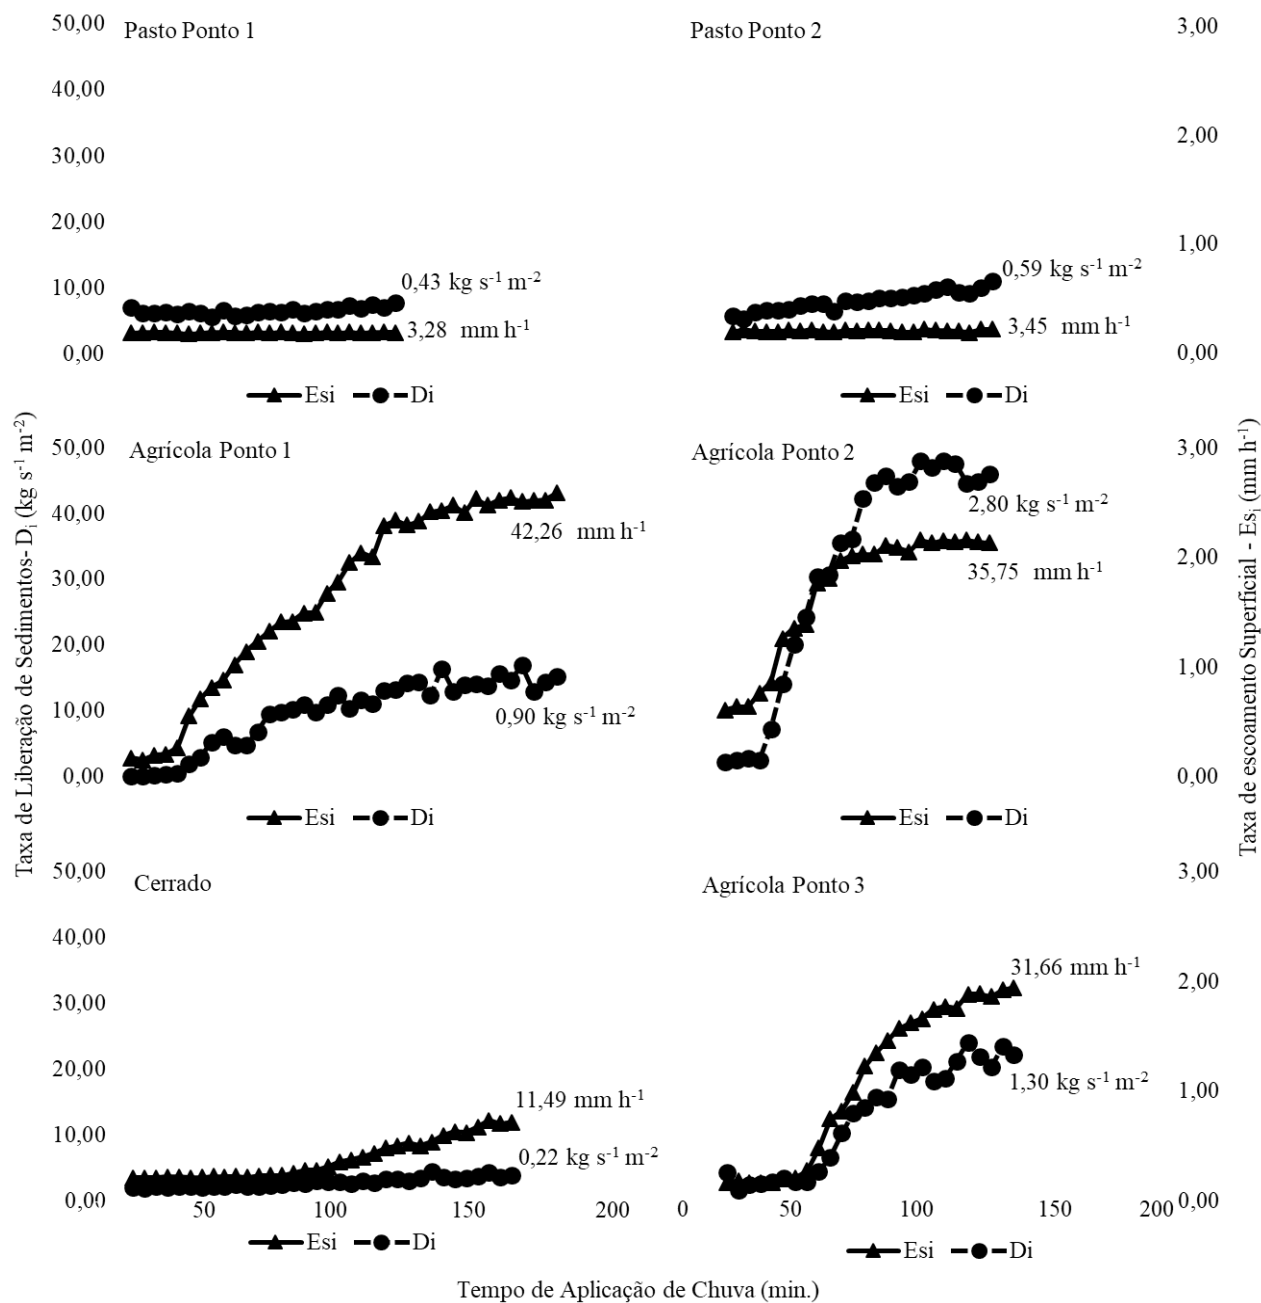 50,00
Pasto Ponto 1
Pasto Ponto 2
3,00
40,00
30,00
2,00
20,00
1,00
10,00
0,43 kg s-1 m-2
0,59 kg s-1 m-2
3,28 mm h-1
3,45 mm h-1
0,00
0,00
Esi
Di
Esi
Di
Taxa de Liberação de Sedimentos- Di (kg s-1 m-2)
Taxa de escoamento Superficial - Esi (mm h-1)
50,00
Agrícola Ponto 1
Agrícola Ponto 2
3,00
40,00
42,26 mm h-1
2,80 kg s-1 m-2
30,00
2,00
35,75 mm h-1
20,00
1,00
10,00
0,90 kg s-1 m-2
0,00
0,00
Esi
Di
Esi
Di
50,00
Cerrado
Agrícola Ponto 3
3,00
40,00
31,66 mm h-1
30,00
2,00
20,00
11,49 mm h-1
1,30 kg s-1 m-2
1,00
10,00
0,22 kg s-1 m-2
0,00
0,00
50
100
150
200
0
50
100
150
200
Esi
Di
Esi
Di
Tempo de Aplicação de Chuva (min.)